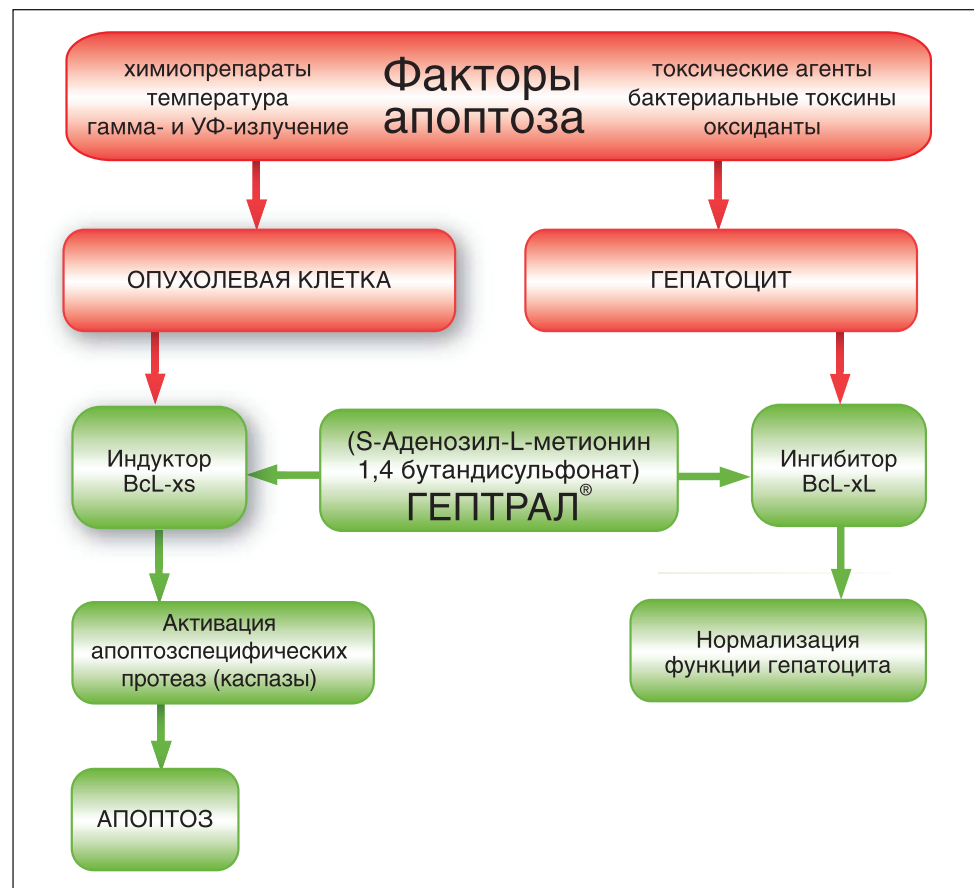 Факторы
апоптоза
химиопрепараты
температура
гамма- и УФ-излучение
токсические агенты
бактериальные токсины
оксиданты
ОПУХОЛЕВАЯ КЛЕТКА
ГЕПАТОЦИТ
Индуктор
BcL-xs
(S-Аденозил-L-метионин
1,4 бутандисульфонат)
ГЕПТРАЛ®
Ингибитор
BcL-xL
Активация
апоптозспецифических
протеаз (каспазы)
Нормализация
функции гепатоцита
АПОПТОЗ